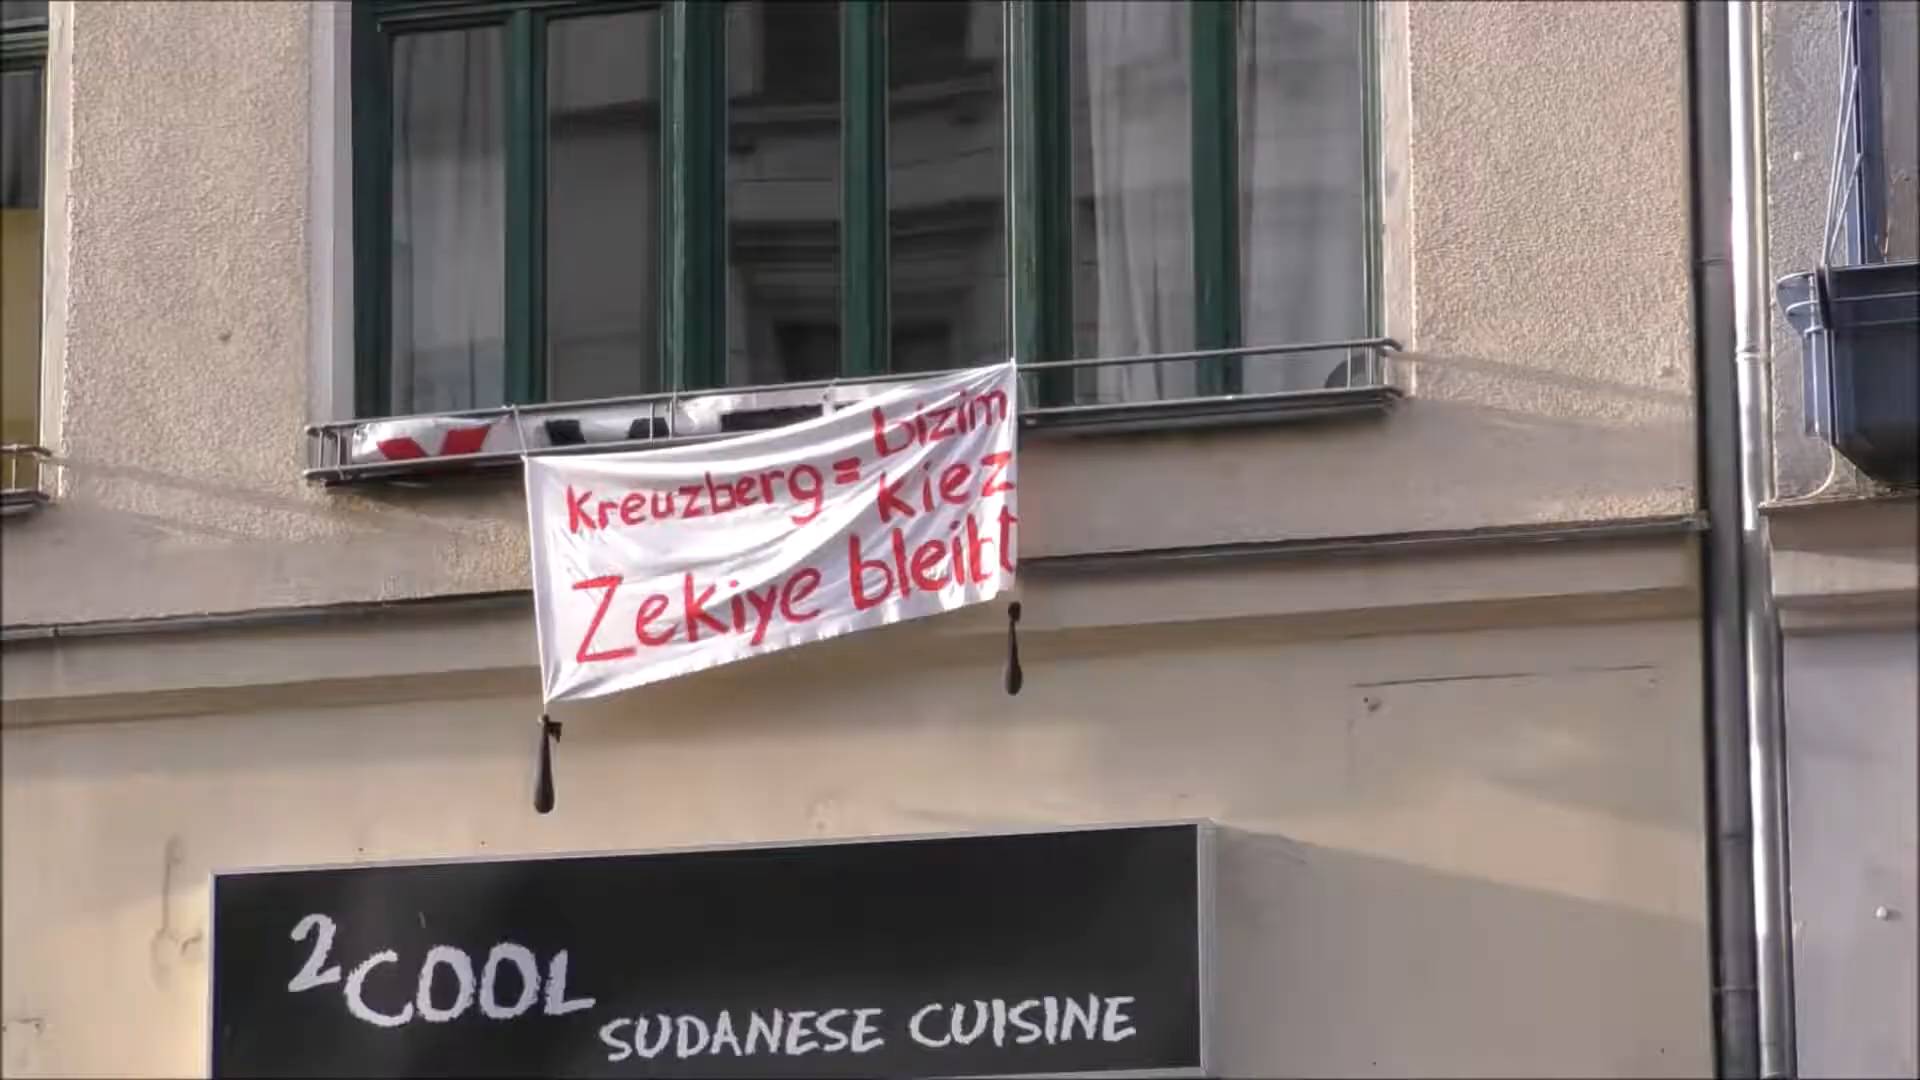 Kreuzberg = bizim kiez
Zekiye bleibt
2COOL
SUDANESE CUISINE